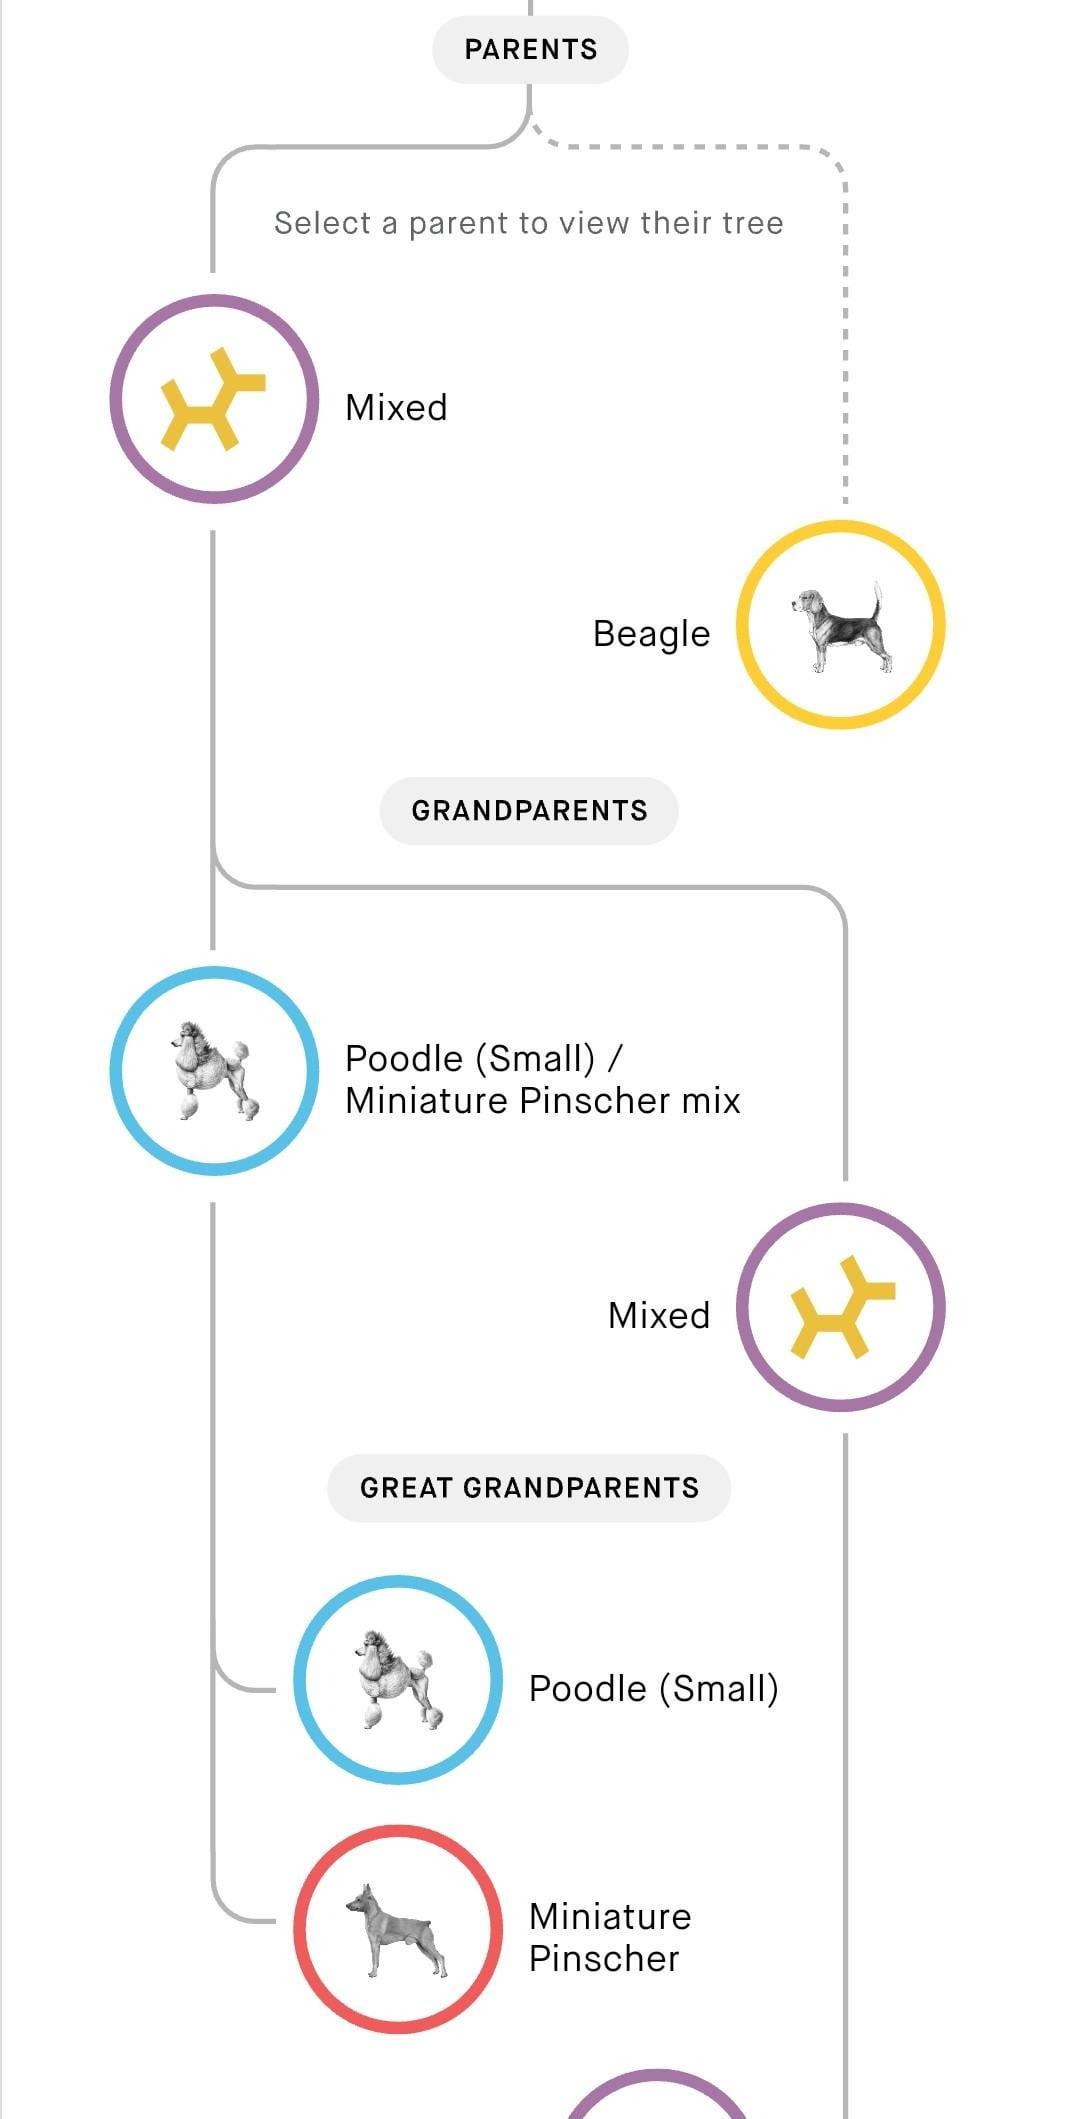 PARENTS
Select a parent to view their tree
Mixed
Beagle
GRANDPARENTS
Poodle (Small) /
Miniature Pinscher mix
Mixed
GREAT GRANDPARENTS
Poodle (Small)
Miniature
Pinscher